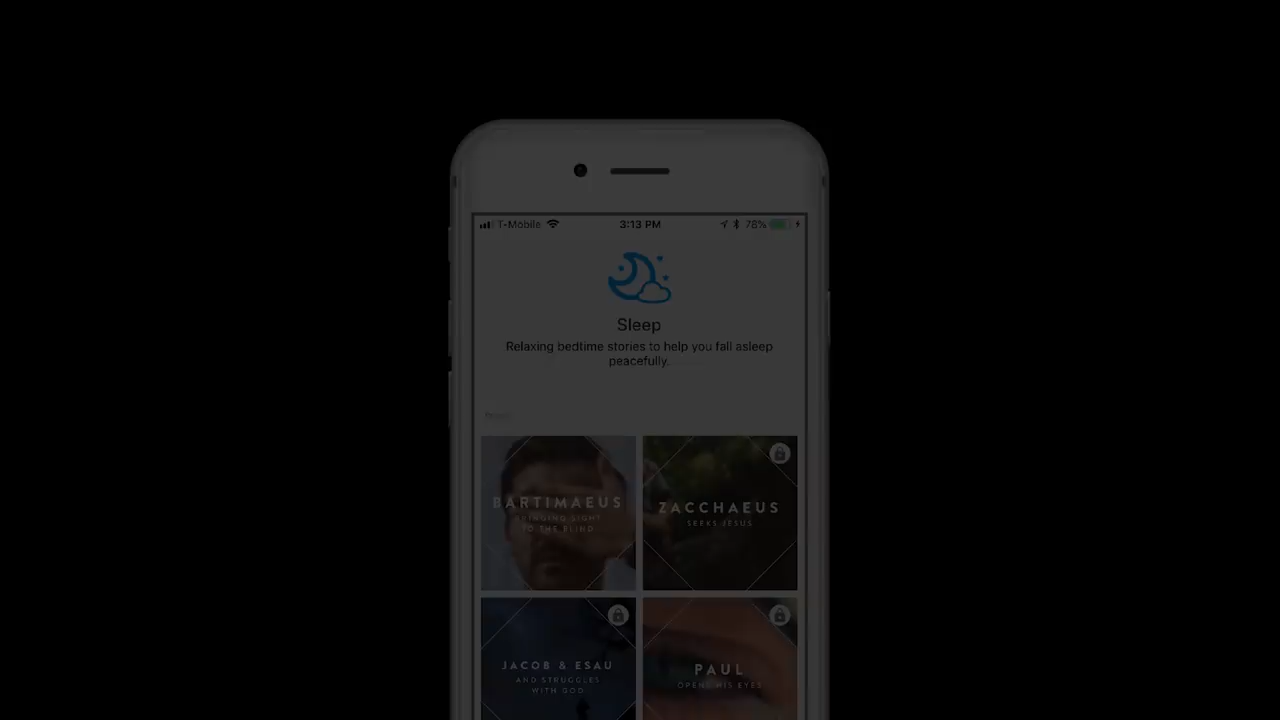 T-Mobile 3:13 PM 78%
Sleep
Relaxing bedtime stories to help you fall asleep
peacefully.
BARTIMAEUS
BRINGING SIGHT
TO THE BLIND
ZACCHAEUS
SEEKS JESUS
JACOB & ESAU
AND STRUGGLES
WITH GOD
PAUL
OPENS HIS EYES